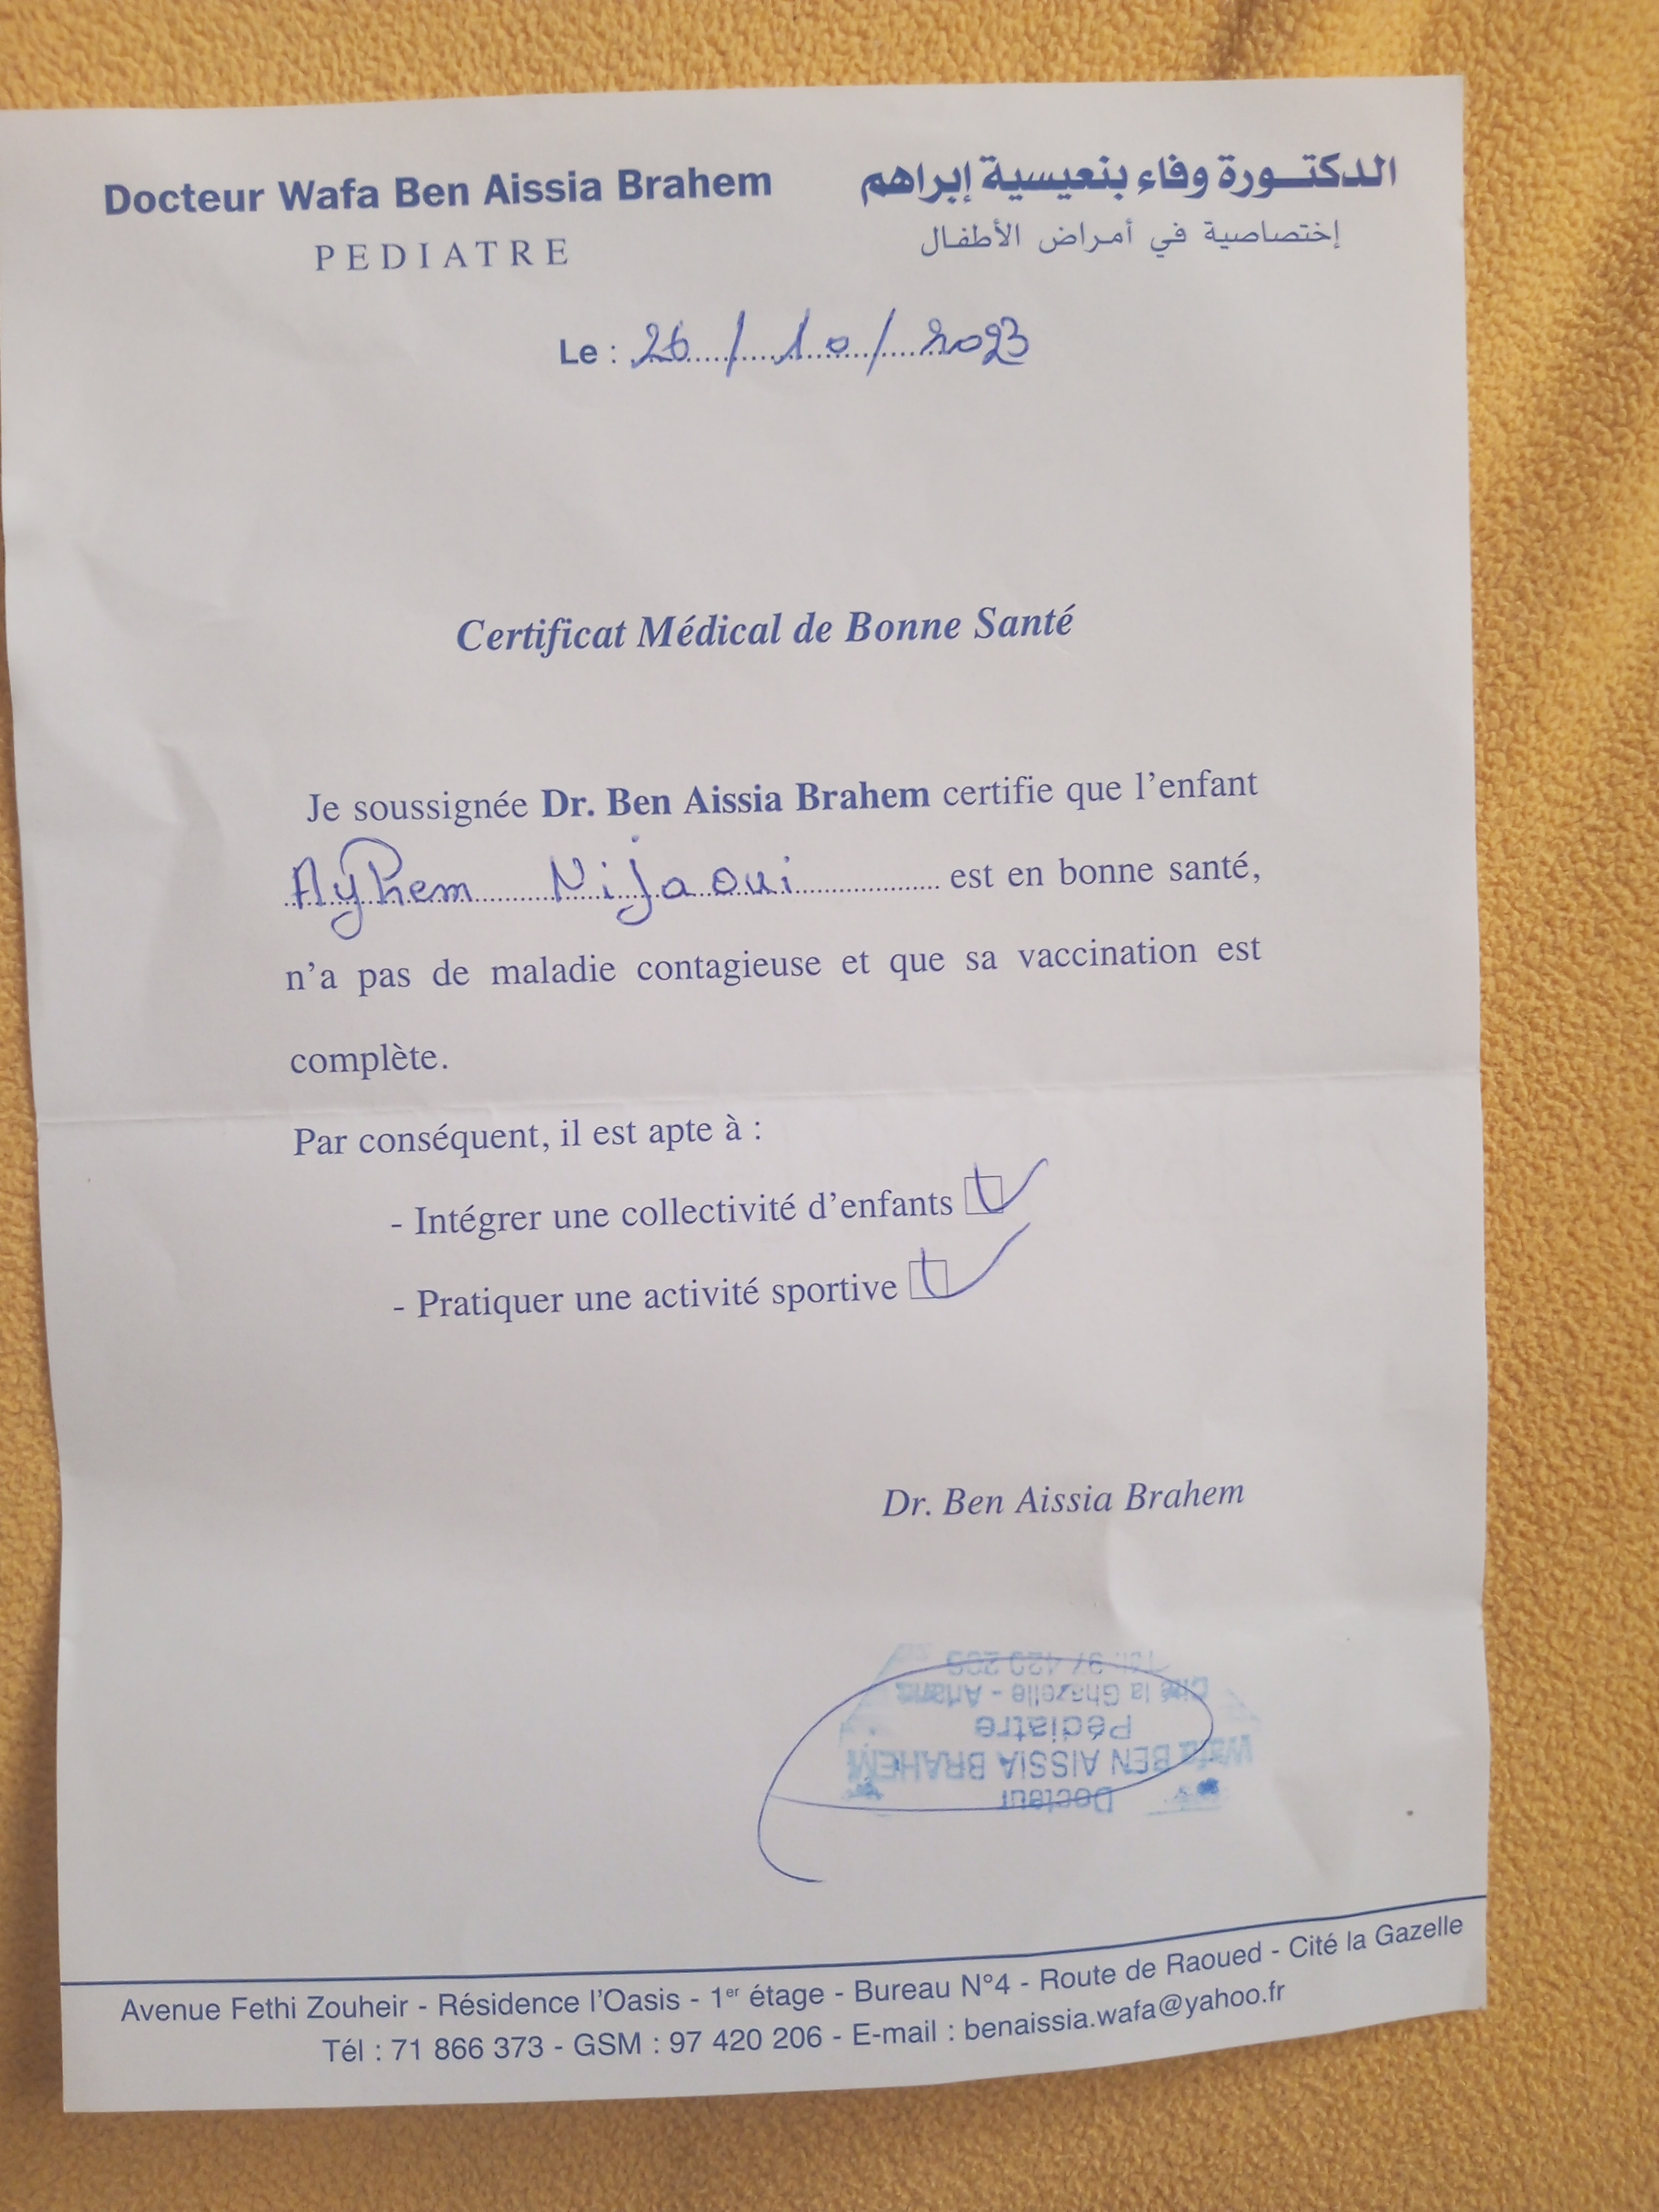 Docteur Wafa Ben Aissia Brahem
PEDIATRE
الدكتــورة وفاء بنعيسية إبراهم
إختصاصية في أمراض الأطفال
Le : 26 / 10 / 2023
Certificat Médical de Bonne Santé
Je soussignée Dr. Ben Aissia Brahem certifie que l'enfant
Ayhem Nijaoui est en bonne santé,
n'a pas de maladie contagieuse et que sa vaccination est
complète.
Par conséquent, il est apte à :
- Intégrer une collectivité d'enfants
- Pratiquer une activité sportive
Dr. Ben Aissia Brahem
Docteur
Wafa BEN AISSIA BRAHEM
Pédiatre
Cité la Ghazelle - Ariana
Avenue Fethi Zouheir - Résidence l'Oasis - 1er étage - Bureau N°4 - Route de Raoued - Cité la Gazelle
Tél : 71 866 373 - GSM : 97 420 206 - E-mail : benaissia.wafa@yahoo.fr